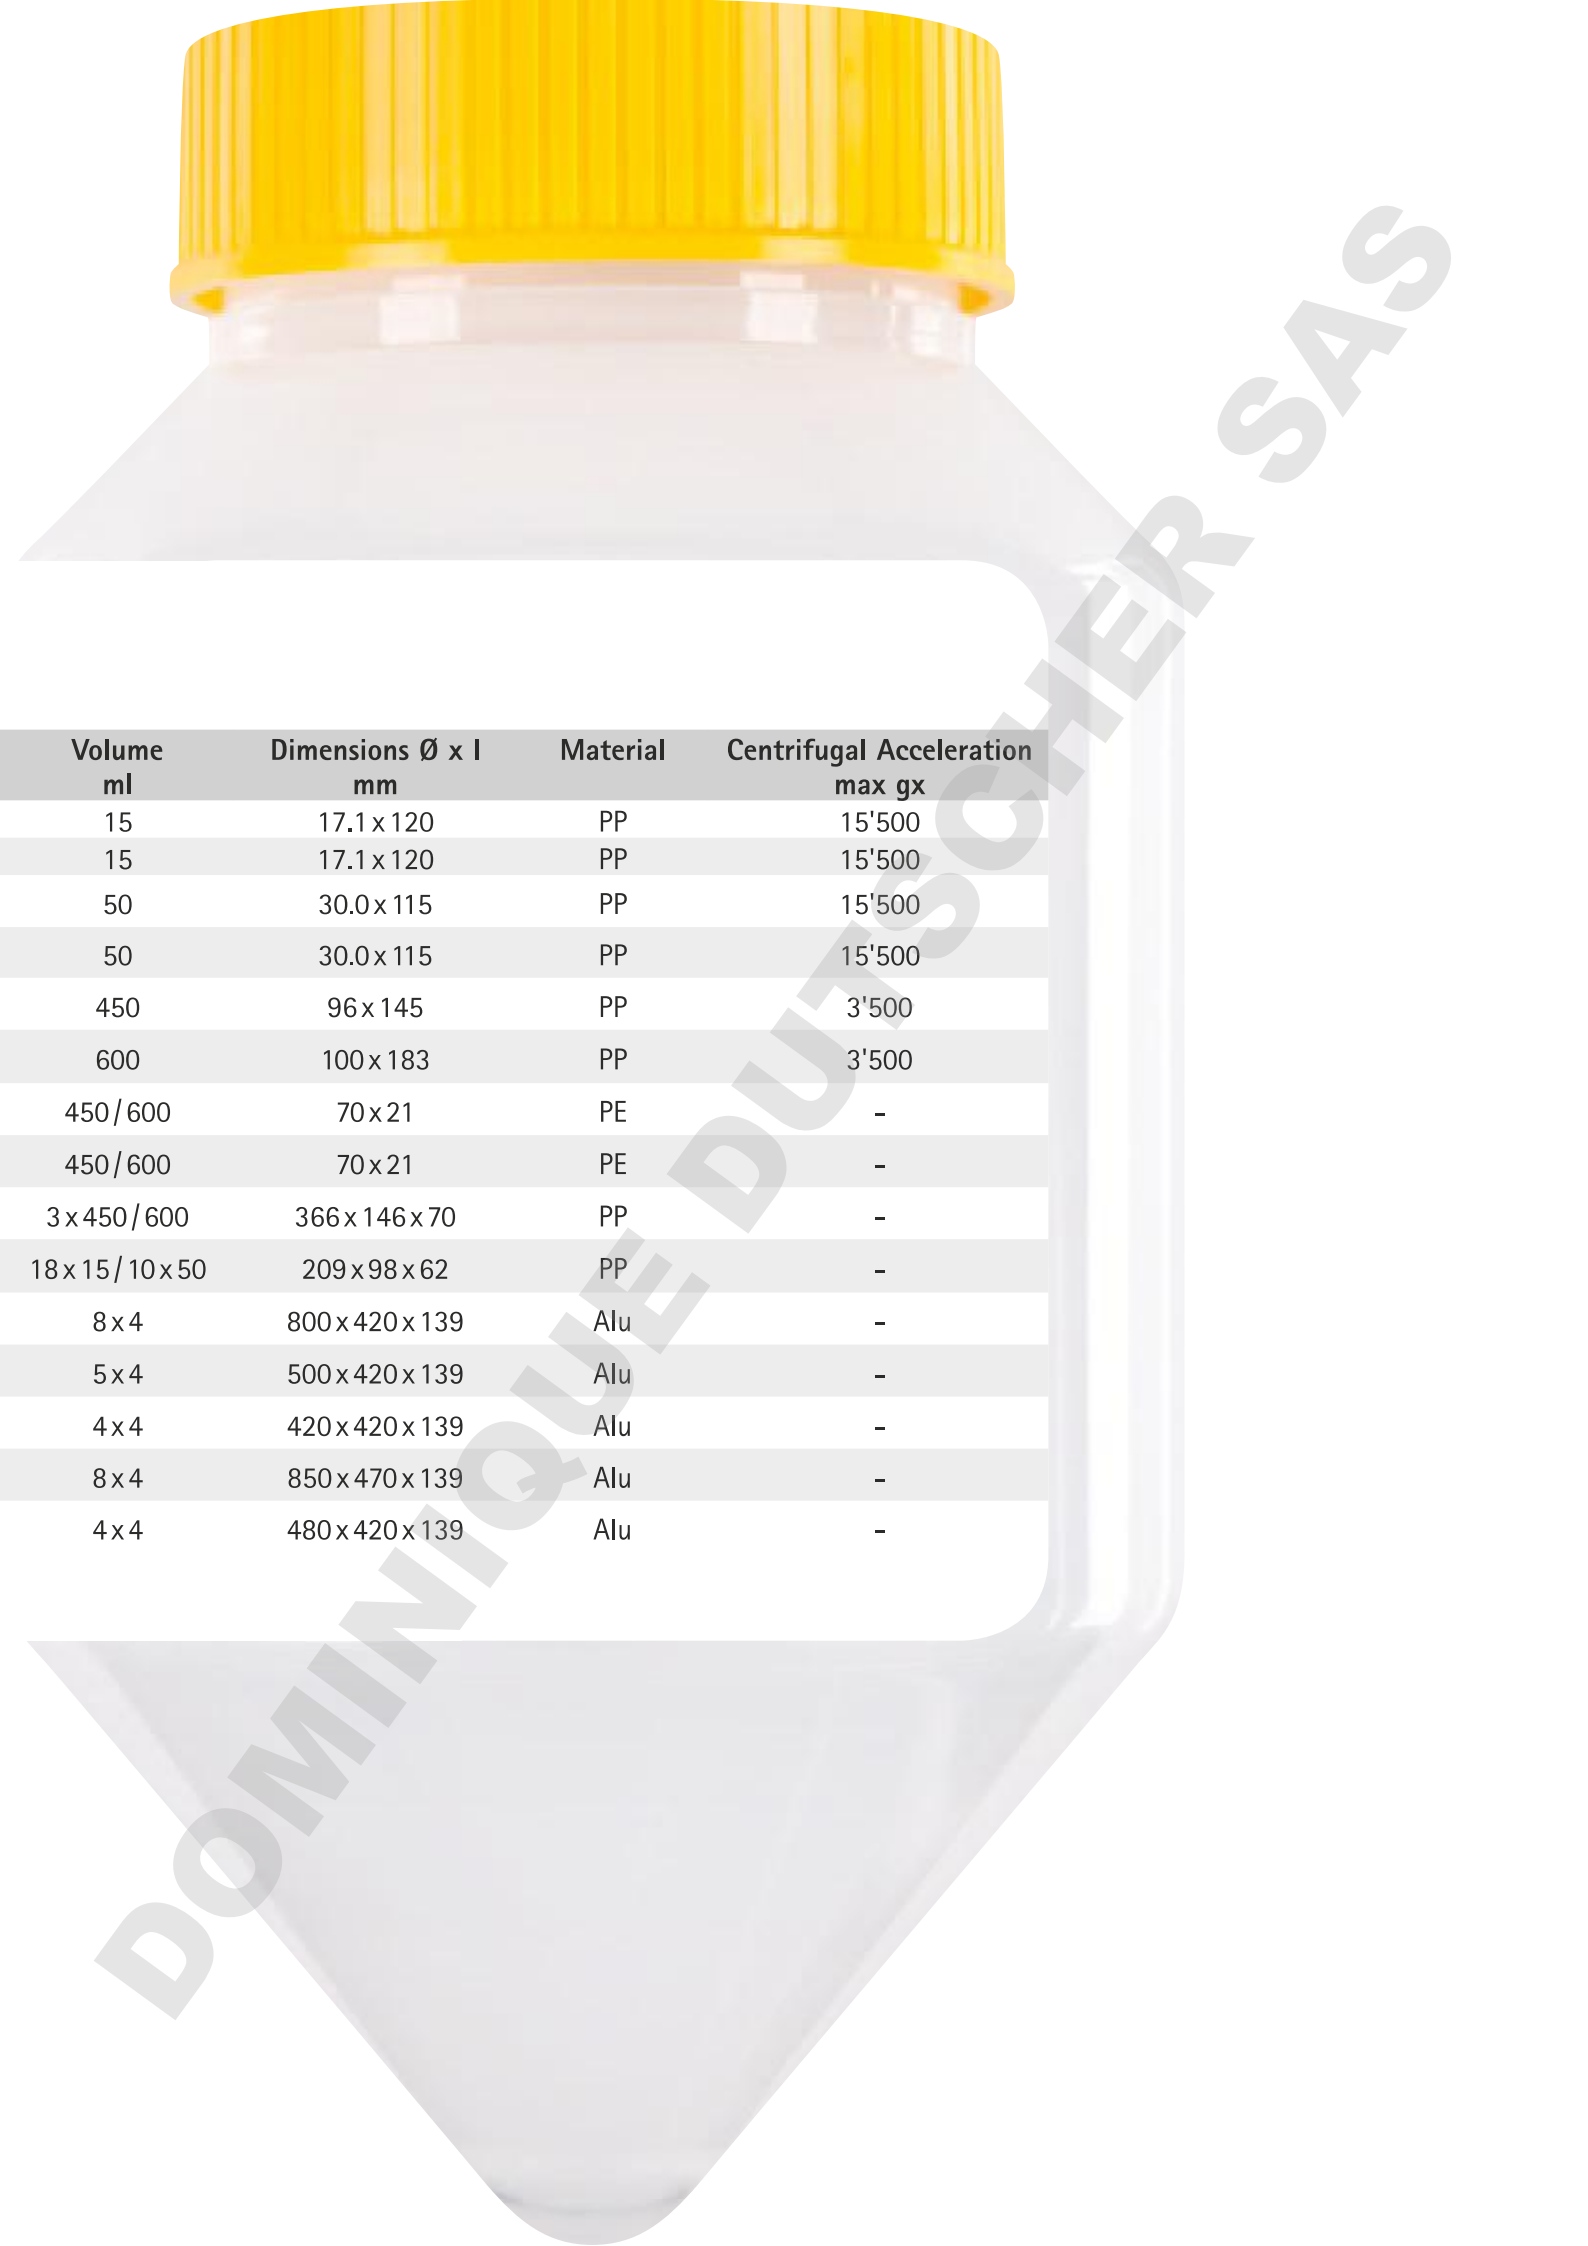 Volume Dimensions Ø x l Material Centrifugal Acceleration
ml mm max gx
15 17.1 x 120 PP 15'500
15 17.1 x 120 PP 15'500
50 30.0 x 115 PP 15'500
50 30.0 x 115 PP 15'500
450 96 x 145 PP 3'500
600 100 x 183 PP 3'500
450 / 600 70 x 21 PE -
450 / 600 70 x 21 PE -
3 x 450 / 600 366 x 146 x 70 PP -
18 x 15 / 10 x 50 209 x 98 x 62 PP -
8 x 4 800 x 420 x 139 Alu -
5 x 4 500 x 420 x 139 Alu -
4 x 4 420 x 420 x 139 Alu -
8 x 4 850 x 470 x 139 Alu -
4 x 4 480 x 420 x 139 Alu -
DOMINIQUE DUTSCHER SAS